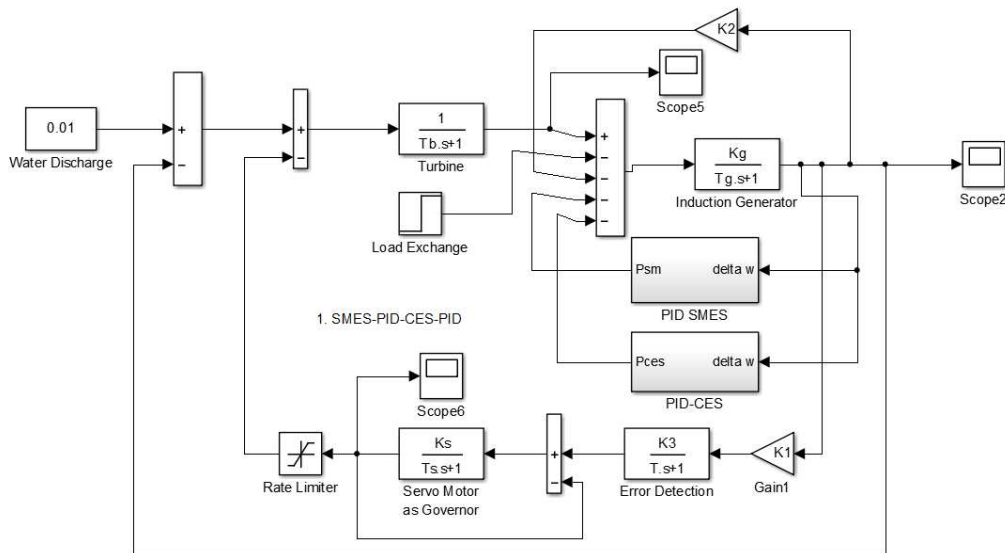 K2
Scope5
0.01
Water Discharge
+
−
+
−
1
Tb.s+1
Turbine
+
−
−
−
−
Kg
Tg.s+1
Induction Generator
Scope2
Load Exchange
Psm
delta w
PID SMES
1. SMES-PID-CES-PID
Pces
delta w
PID-CES
Scope6
Rate Limiter
Ks
Ts.s+1
Servo Motor
as Governor
+
−
K3
T.s+1
Error Detection
K1
Gain1